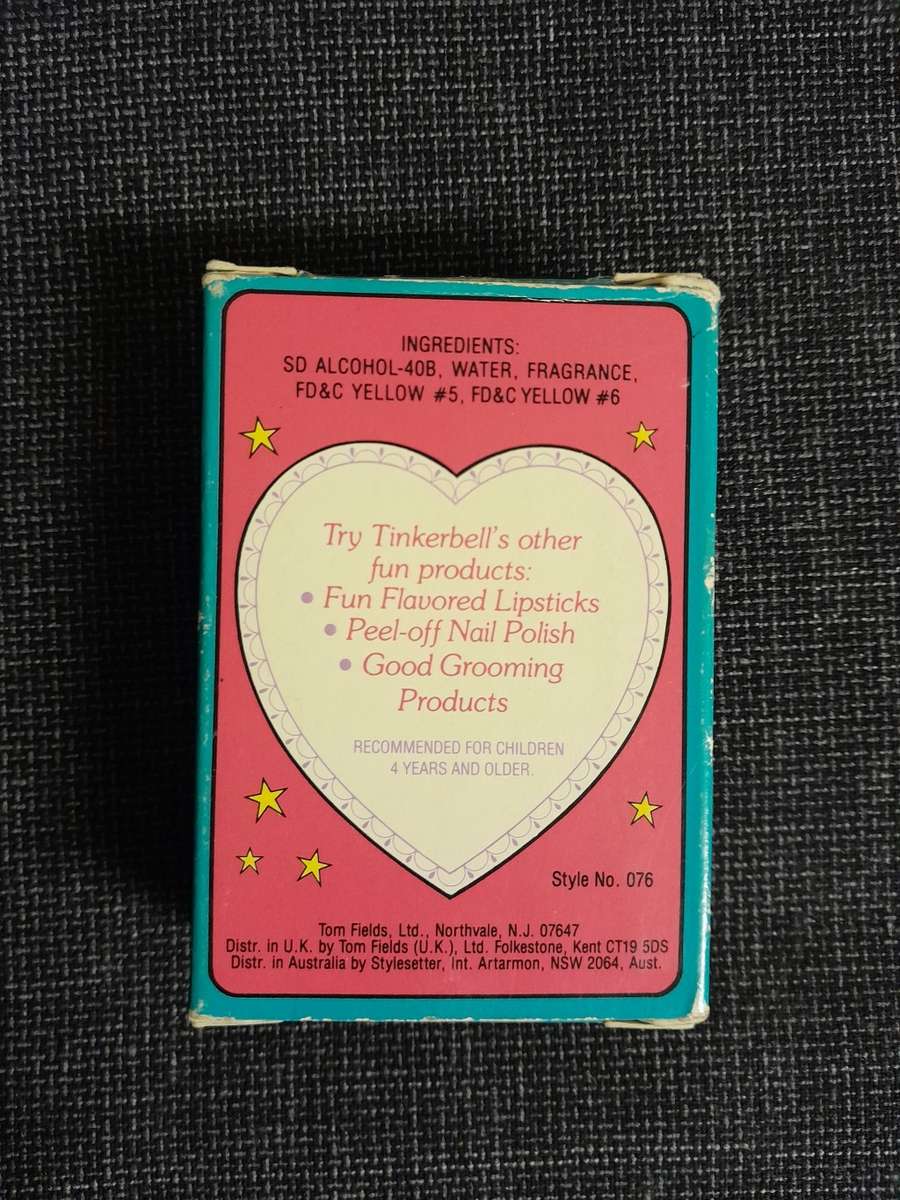 INGREDIENTS:
SD ALCOHOL-40B, WATER, FRAGRANCE,
FD&C YELLOW #5, FD&C YELLOW #6
Try Tinkerbell's other
fun products:
• Fun Flavored Lipsticks
• Peel-off Nail Polish
• Good Grooming
Products
RECOMMENDED FOR CHILDREN
4 YEARS AND OLDER.
Style No. 076
Tom Fields, Ltd., Northvale, N.J. 07647
Distr. in U.K. by Tom Fields (U.K.), Ltd. Folkestone, Kent CT19 5DS
Distr. in Australia by Stylesetter, Int. Artarmon, NSW 2064, Aust.